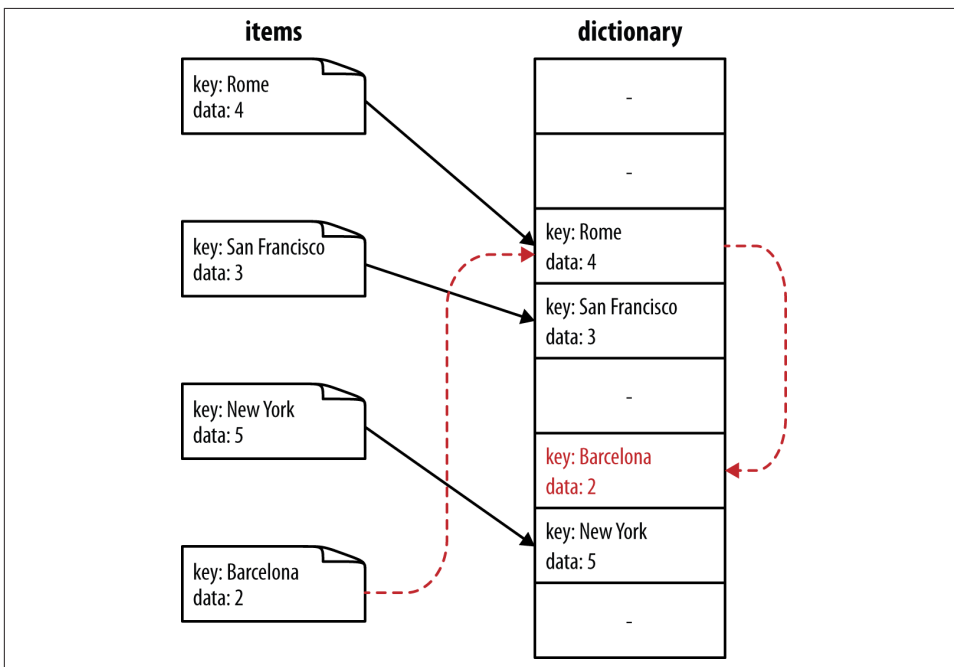 items
key: Rome
data: 4
key: San Francisco
data: 3
key: New York
data: 5
key: Barcelona
data: 2
dictionary
-
-
key: Rome
data: 4
key: San Francisco
data: 3
-
key: Barcelona
data: 2
key: New York
data: 5
-